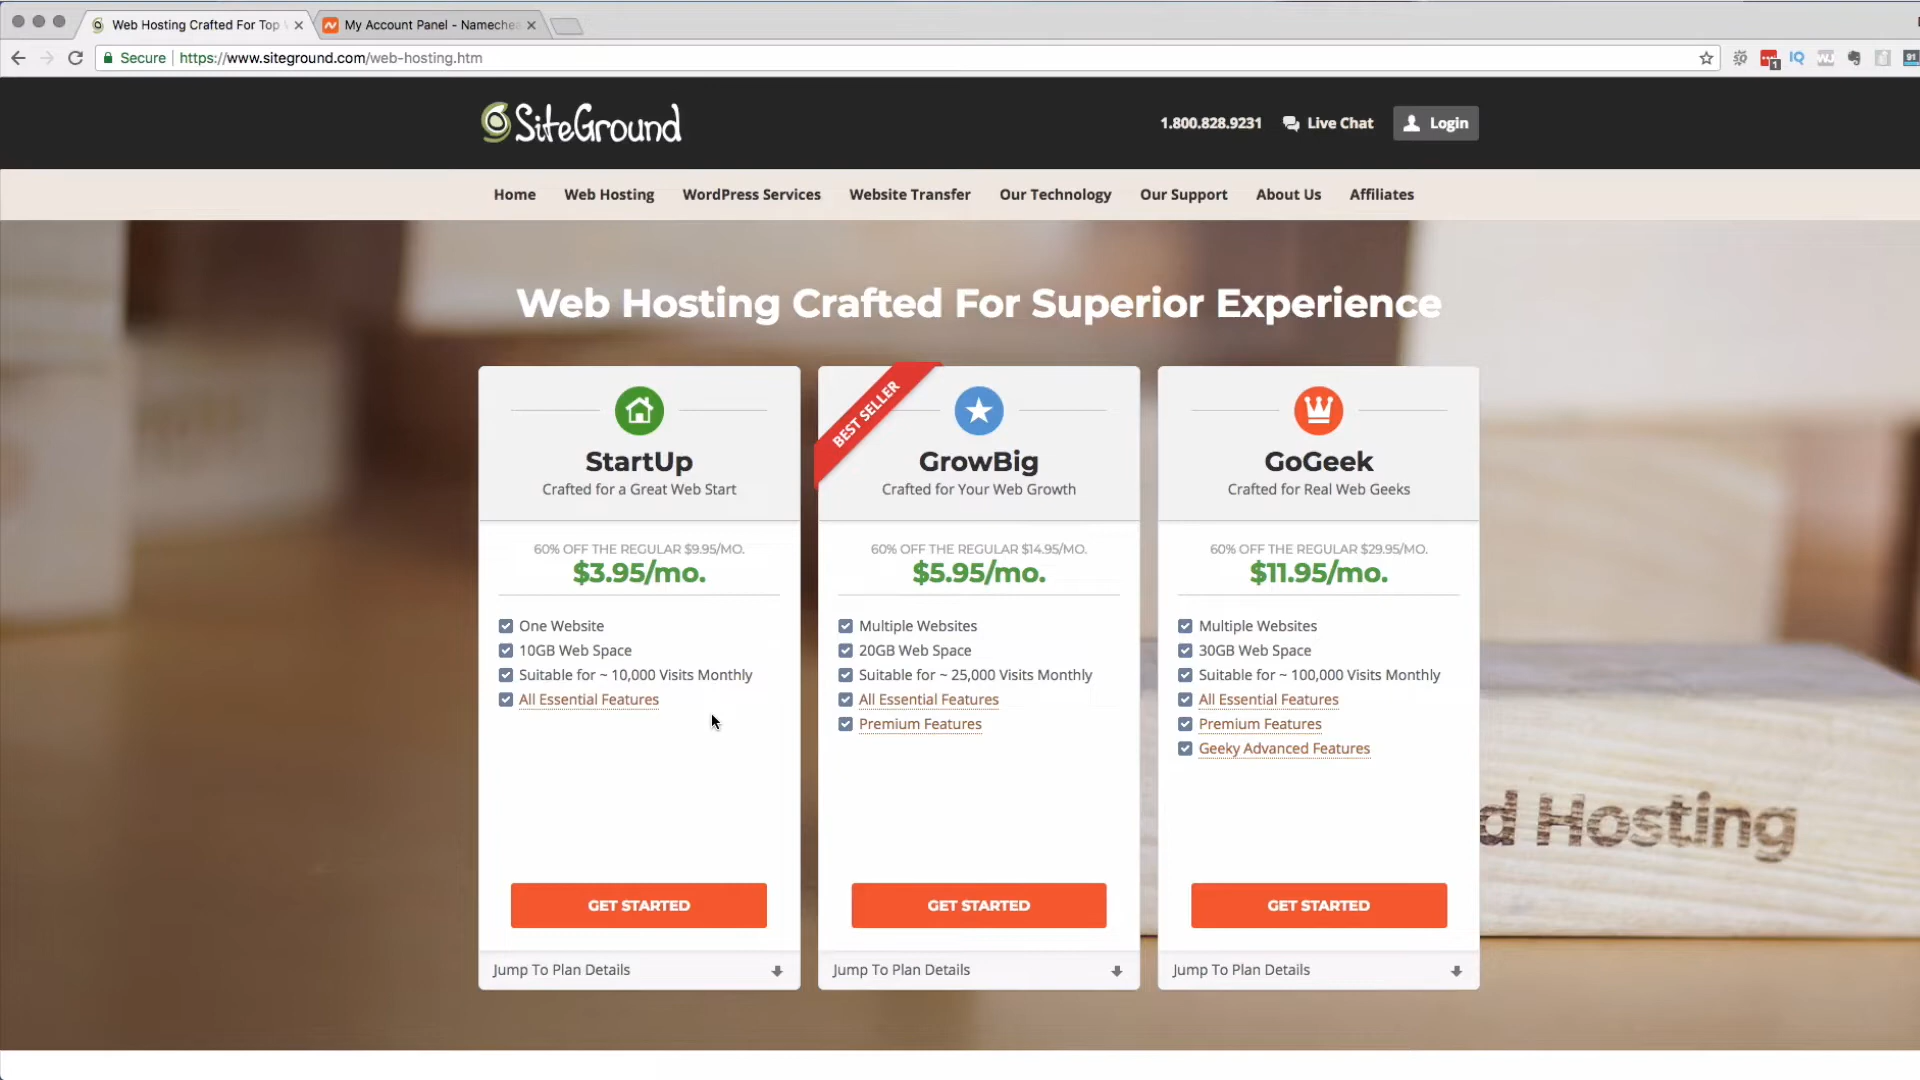 Web Hosting Crafted For Top
My Account Panel - Namechea
Secure
https://www.siteground.com/web-hosting.htm
SiteGround
1.800.828.9231
Live Chat
Login
Home
Web Hosting
WordPress Services
Website Transfer
Our Technology
Our Support
About Us
Affiliates
Web Hosting Crafted For Superior Experience
StartUp
Crafted for a Great Web Start
60% OFF THE REGULAR $9.95/MO.
$3.95/mo.
One Website
10GB Web Space
Suitable for ~ 10,000 Visits Monthly
All Essential Features
GET STARTED
Jump To Plan Details
BEST SELLER
GrowBig
Crafted for Your Web Growth
60% OFF THE REGULAR $14.95/MO.
$5.95/mo.
Multiple Websites
20GB Web Space
Suitable for ~ 25,000 Visits Monthly
All Essential Features
Premium Features
GET STARTED
Jump To Plan Details
GoGeek
Crafted for Real Web Geeks
60% OFF THE REGULAR $29.95/MO.
$11.95/mo.
Multiple Websites
30GB Web Space
Suitable for ~ 100,000 Visits Monthly
All Essential Features
Premium Features
Geeky Advanced Features
GET STARTED
Jump To Plan Details
d Hosting